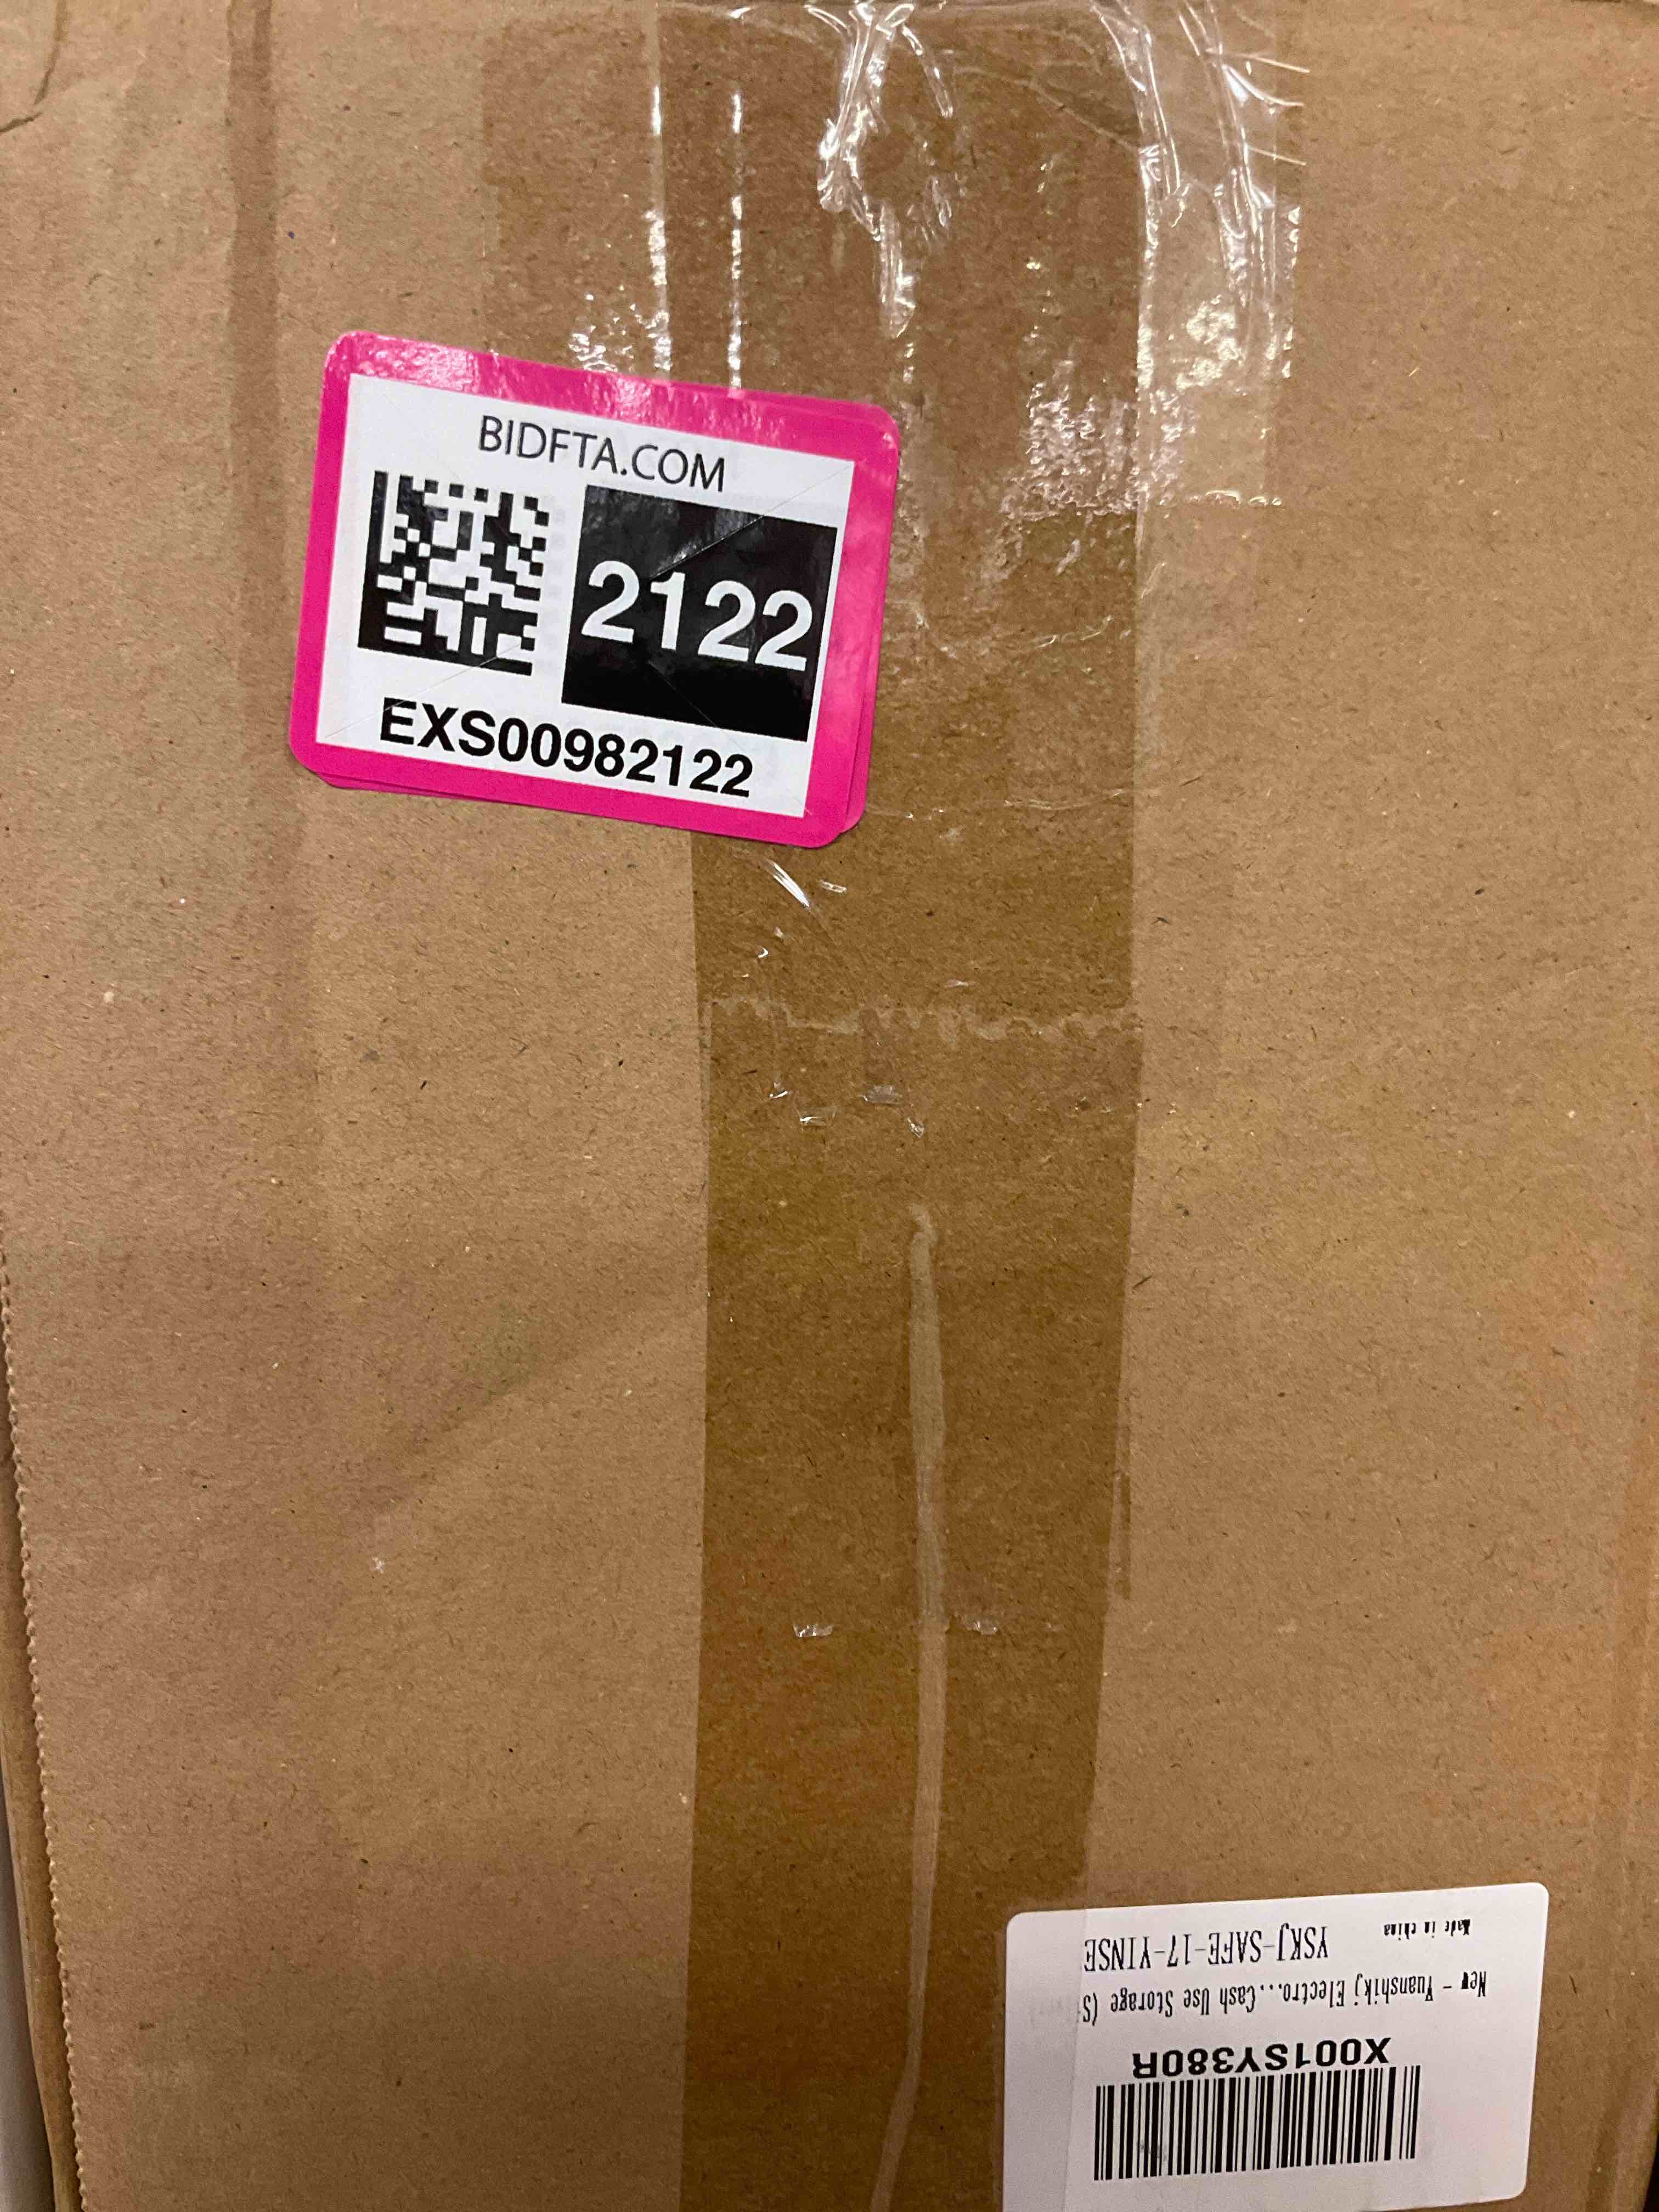 BIDFTA.COM
2122
EXS00982122
X001SY380R
New - Yuanshikj Electro...Cash Use Storage (S
YSKJ-SAFE-17-YINSE
Made in china